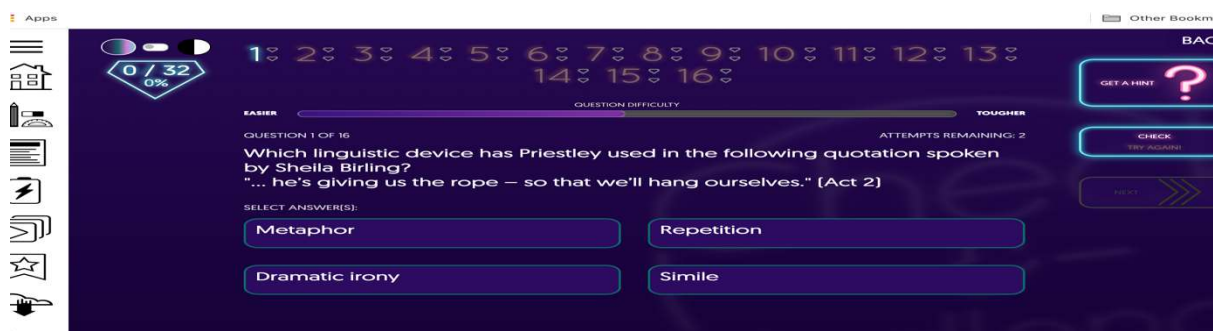 Apps
Other Bookm
BAC
0 / 32
0%
1 2 3 4 5 6 7 8 9 10 11 12 13
14 15 16
GET A HINT ?
QUESTION DIFFICULTY
EASIER TOUGHER
QUESTION 1 OF 16 ATTEMPTS REMAINING: 2
CHECK
TRY AGAIN!
Which linguistic device has Priestley used in the following quotation spoken
by Sheila Birling?
"... he's giving us the rope – so that we'll hang ourselves." (Act 2)
NEXT
SELECT ANSWER(S):
Metaphor Repetition
Dramatic irony Simile